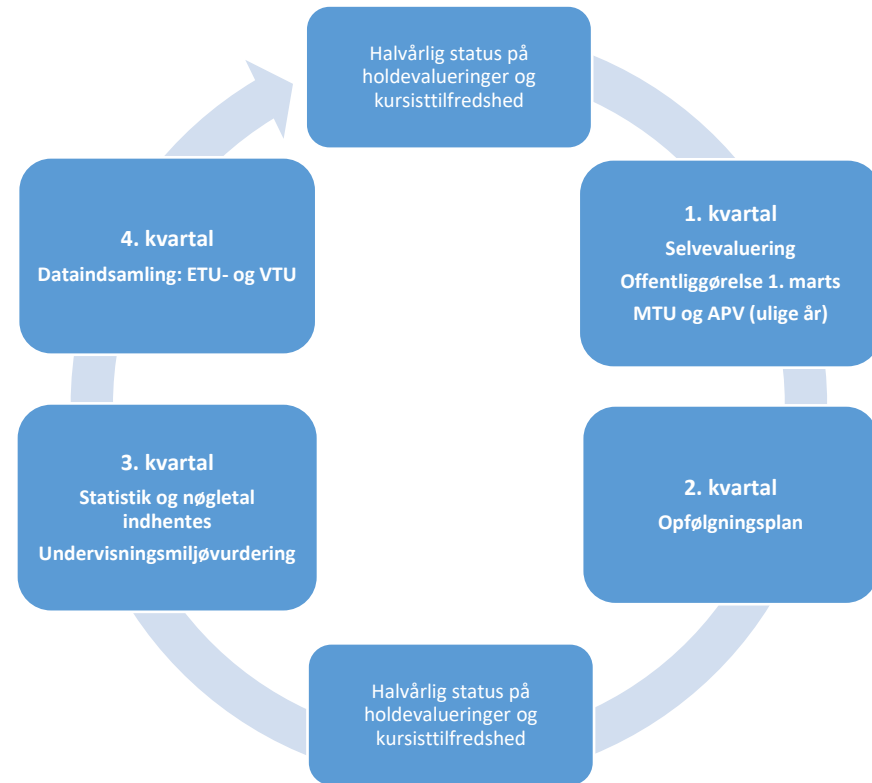 Halvårlig status på
holdevalueringer og
kursisttilfredshed
1. kvartal
Selvevaluering
Offentliggørelse 1. marts
MTU og APV (ulige år)
2. kvartal
Opfølgningsplan
Halvårlig status på
holdevalueringer og
kursisttilfredshed
3. kvartal
Statistik og nøgletal
indhentes
Undervisningsmiljøvurdering
4. kvartal
Dataindsamling: ETU- og VTU